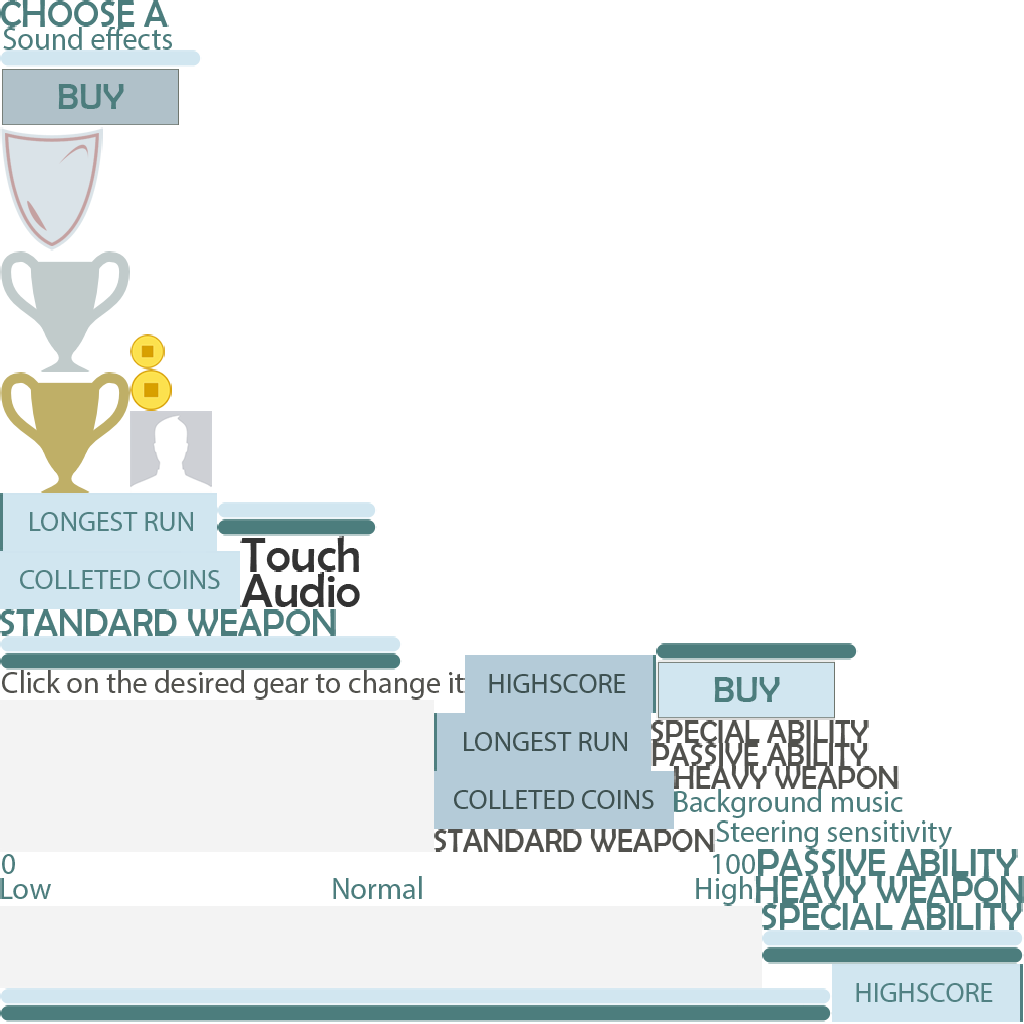 CHOOSE A
Sound effects
BUY
LONGEST RUN
Touch
COLLETED COINS
Audio
STANDARD WEAPON
Click on the desired gear to change it
HIGHSCORE
BUY
LONGEST RUN
SPECIAL ABILITY
PASSIVE ABILITY
HEAVY WEAPON
COLLETED COINS
Background music
STANDARD WEAPON
Steering sensitivity
0
100
PASSIVE ABILITY
Low
Normal
High
HEAVY WEAPON
SPECIAL ABILITY
HIGHSCORE